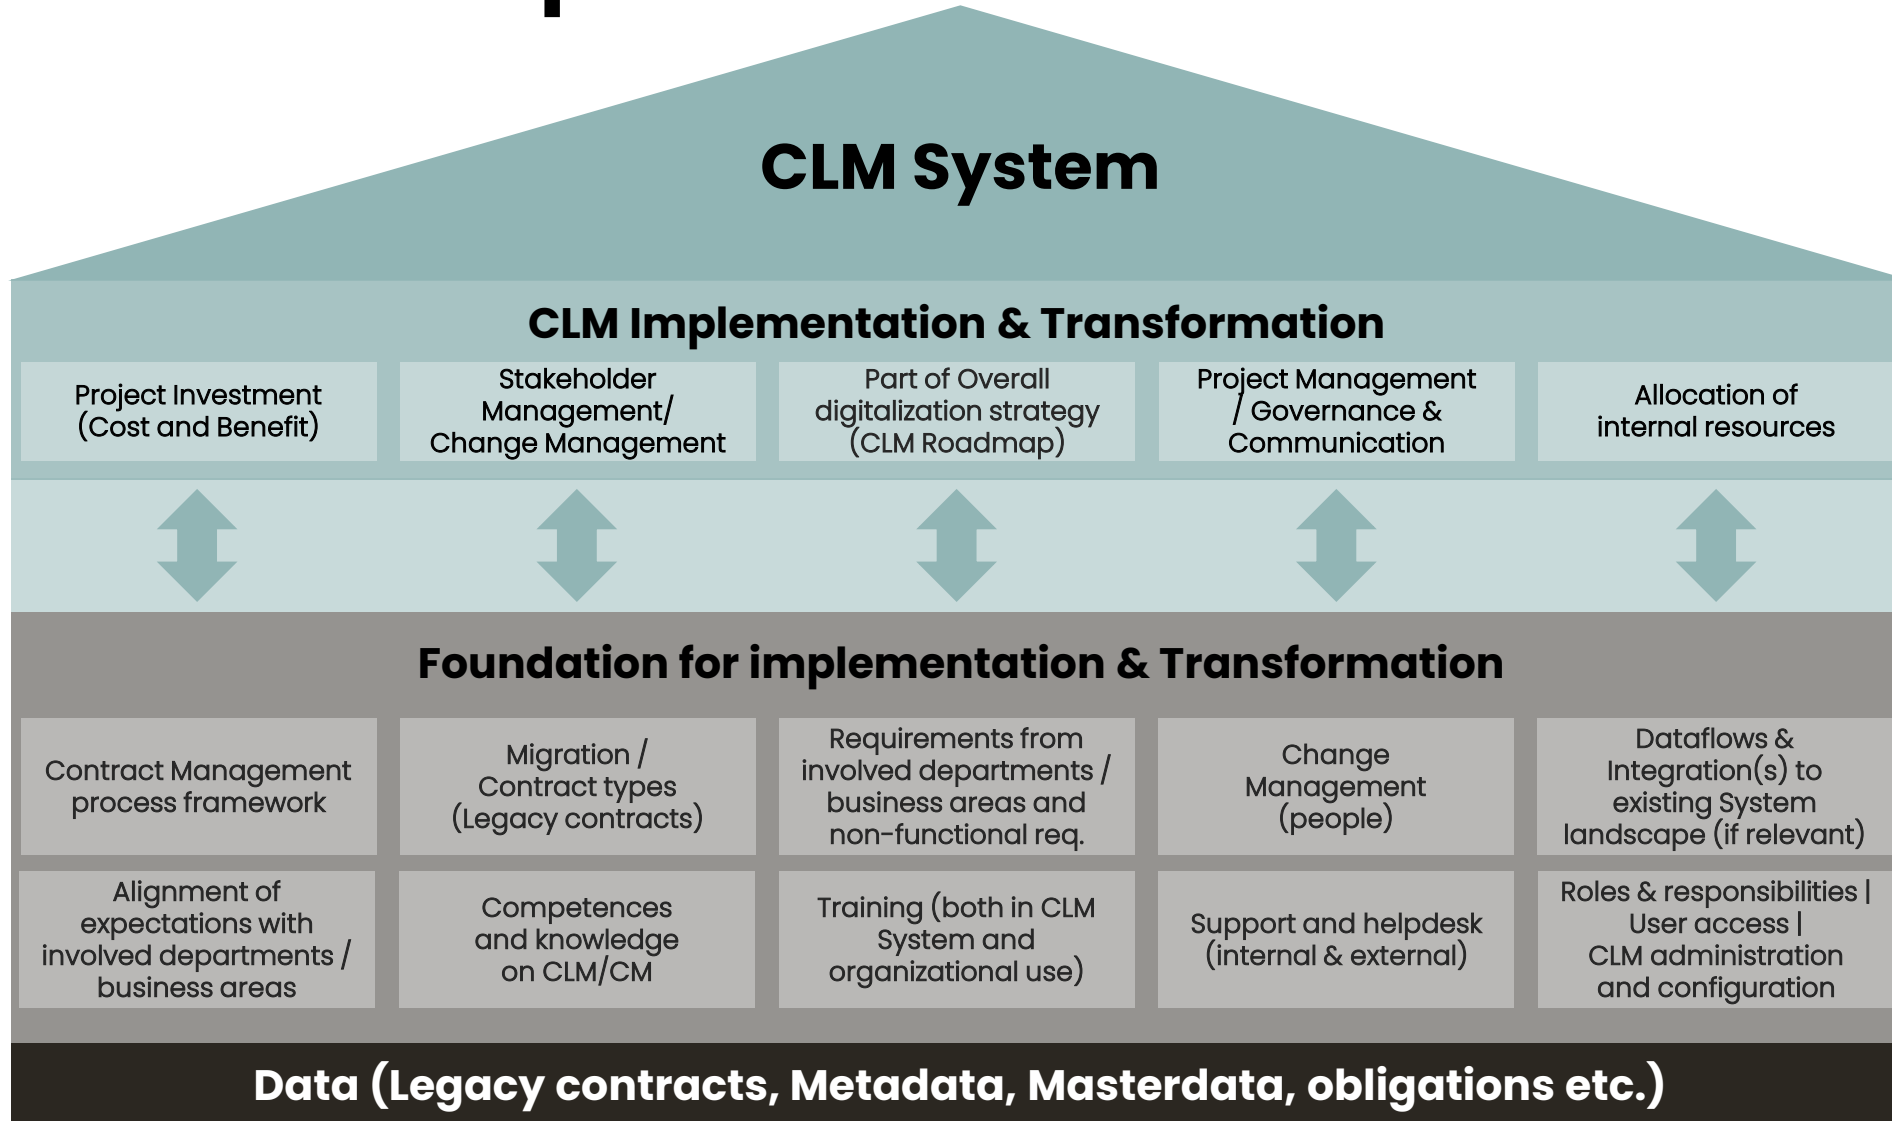 CLM System
CLM Implementation & Transformation
Project Investment
(Cost and Benefit)
Stakeholder
Management/
Change Management
Part of Overall
digitalization strategy
(CLM Roadmap)
Project Management
/ Governance &
Communication
Allocation of
internal resources
Foundation for implementation & Transformation
Contract Management
process framework
Migration /
Contract types
(Legacy contracts)
Requirements from
involved departments /
business areas and
non-functional req.
Change
Management
(people)
Dataflows &
Integration(s) to
existing System
landscape (if relevant)
Alignment of
expectations with
involved departments /
business areas
Competences
and knowledge
on CLM/CM
Training (both in CLM
System and
organizational use)
Support and helpdesk
(internal & external)
Roles & responsibilities |
User access |
CLM administration
and configuration
Data (Legacy contracts, Metadata, Masterdata, obligations etc.)